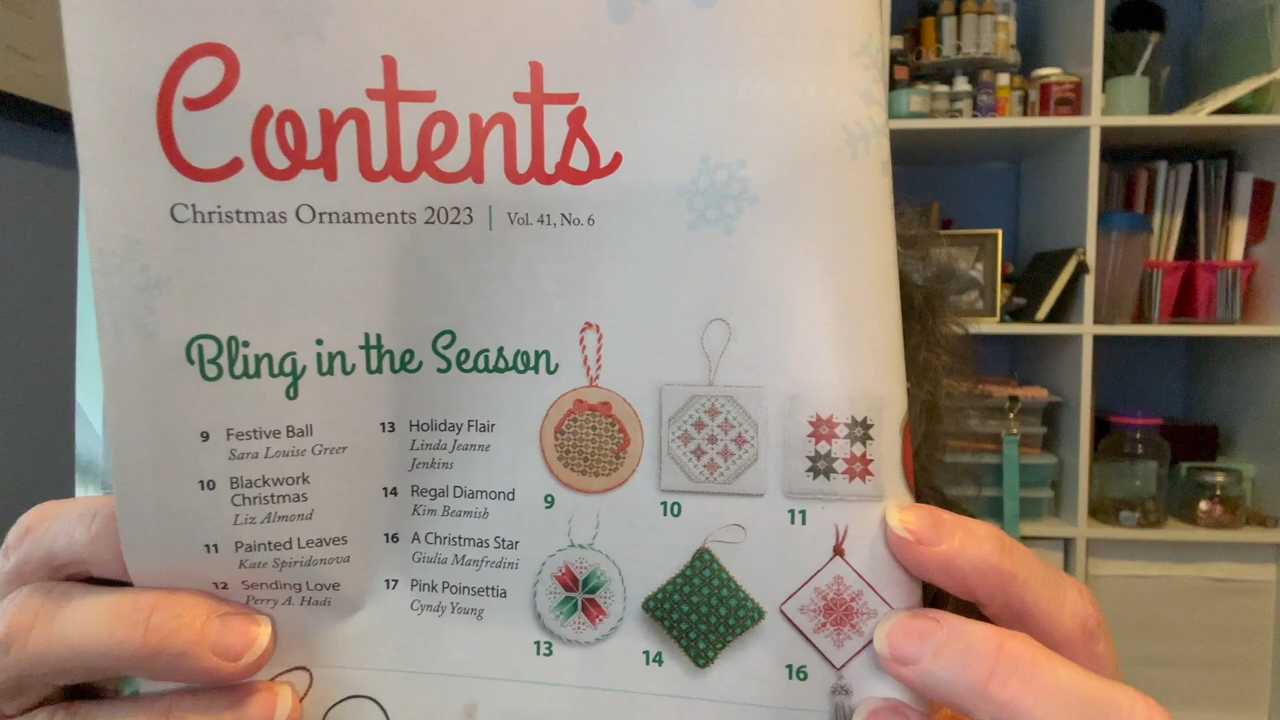 Contents
Christmas Ornaments 2023 | Vol. 41, No. 6
Bling in the Season
9 Festive Ball
Sara Louise Greer
10 Blackwork
Christmas
Liz Almond
11 Painted Leaves
Kate Spiridonova
12 Sending Love
Perry A. Hadi
13 Holiday Flair
Linda Jeanne
Jenkins
14 Regal Diamond
Kim Beamish
16 A Christmas Star
Giulia Manfredini
17 Pink Poinsettia
Cyndy Young
9
10
11
13
14
16